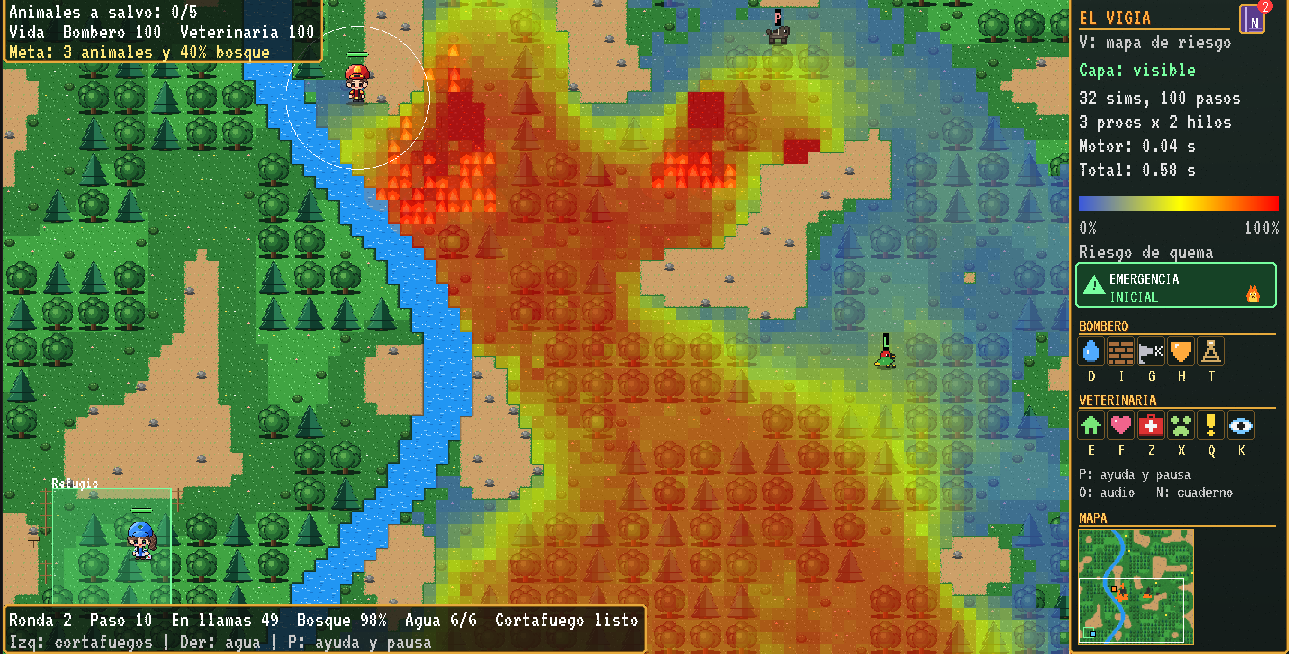 Animales a salvo: 0/5
Vida Bombero 100 Veterinaria 100
Meta: 3 animales y 40% bosque
P
L
Refugio
Ronda 2 Paso 10 En llamas 49 Bosque 98% Agua 6/6 Cortafuego listo
Izq: cortafuegos | Der: agua | P: ayuda y pausa
EL VIGIA
N
2
V: mapa de riesgo
Capa: visible
32 sims, 100 pasos
3 procs x 2 hilos
Motor: 0.04 s
Total: 0.58 s
0% 100%
Riesgo de quema
EMERGENCIA
INICIAL
BOMBERO
D I G H T
VETERINARIA
E F Z X Q K
P: ayuda y pausa
O: audio N: cuaderno
MAPA